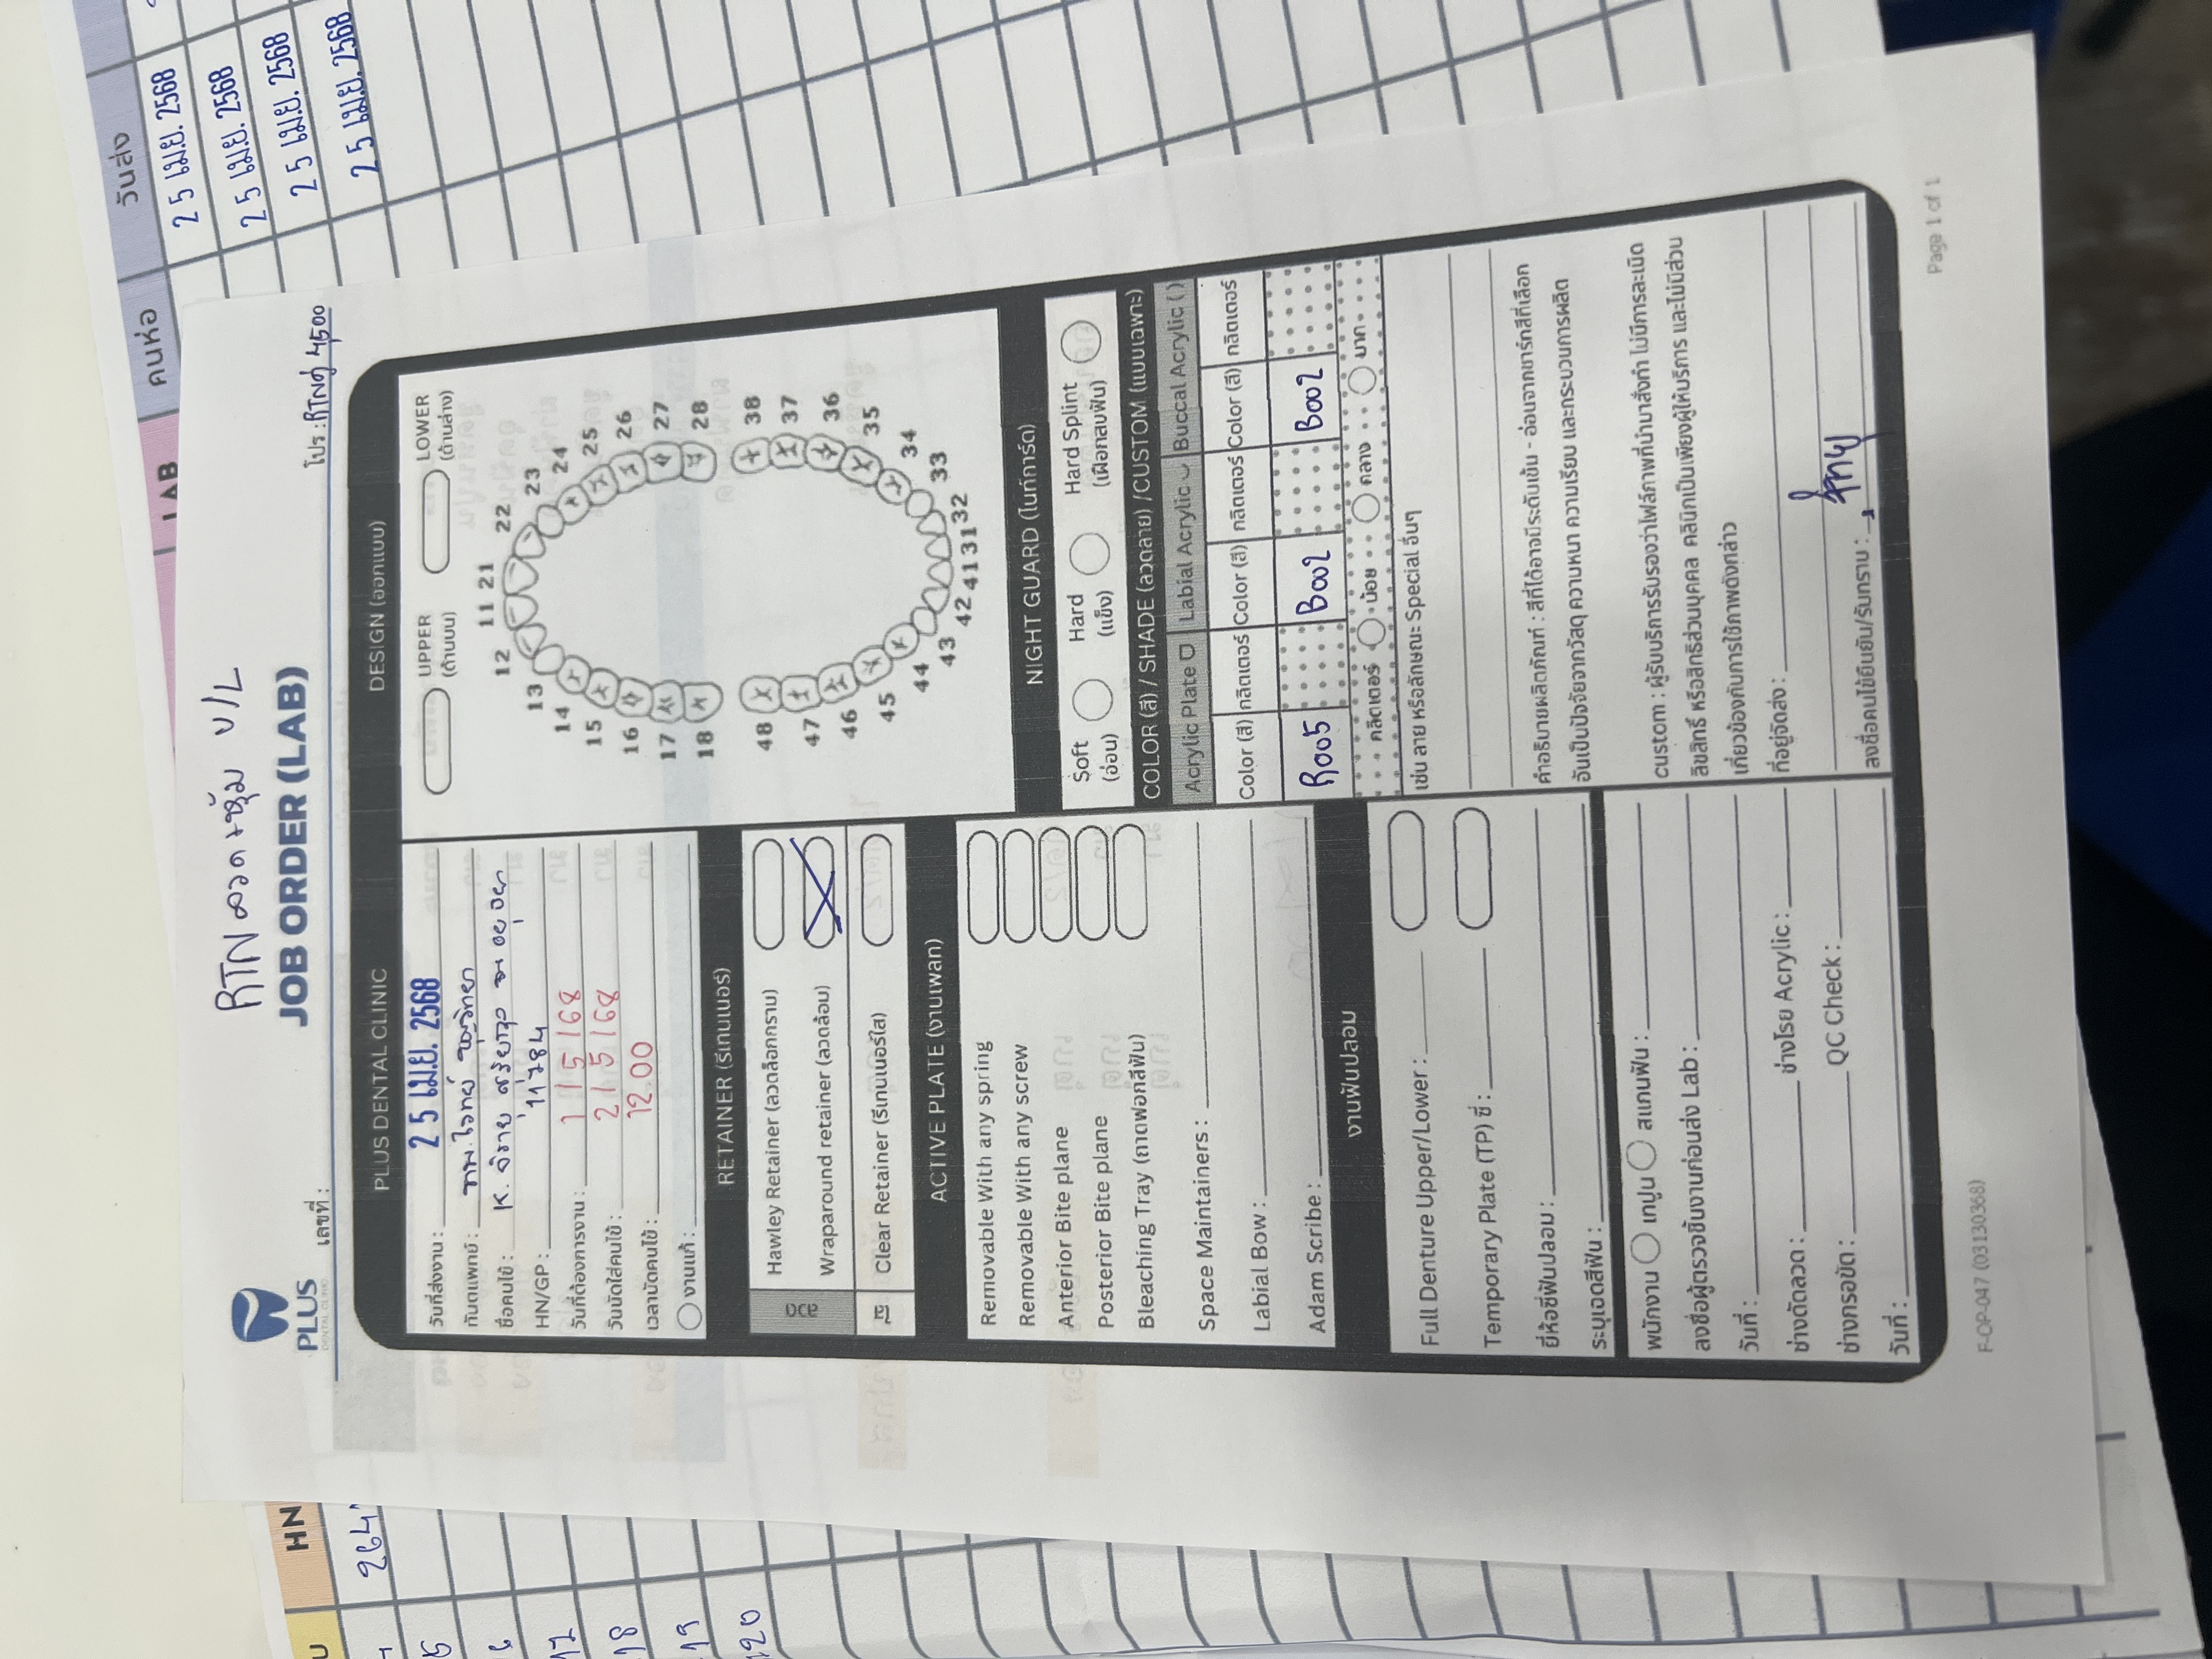 RTN ลวด+หุ้ม U/L
PLUS
DENTAL CLINIC
JOB ORDER (LAB)
เลขที่ :
โปร : RTNคู่ 4500
PLUS DENTAL CLINIC
วันที่ส่งงาน : 25 เม.ย. 2568
ทันตแพทย์ :
ชื่อคนไข้ : K.
HN/GP : 11784
วันที่ต้องการงาน : 1/5/68
วันนัดใส่คนไข้ : 2/5/68
เวลานัดคนไข้ : 12.00
งานแก้ :
RETAINER (รีเทนเนอร์)
ลวด
Hawley Retainer (ลวดล็อกกราม)
Wraparound retainer (ลวดล้อม)
ใส
Clear Retainer (รีเทนเนอร์ใส)
ACTIVE PLATE (งานเพลท)
Removable With any spring
Removable With any screw
Anterior Bite plane
Posterior Bite plane
Bleaching Tray (ถาดฟอกสีฟัน)
Space Maintainers :
Labial Bow :
Adam Scribe :
งานฟันปลอม
Full Denture Upper/Lower :
Temporary Plate (TP) ซี่ :
ยี่ห้อซี่ฟันปลอม :
ระบุเฉดสีฟัน :
พนักงาน เทปูน สแกนฟัน :
ลงชื่อผู้ตรวจชิ้นงานก่อนส่ง Lab :
วันที่ :
ช่างดัดลวด : ช่างโรย Acrylic :
ช่างกรอขัด : QC Check :
วันที่ :
DESIGN (ออกแบบ)
UPPER
(ด้านบน)
LOWER
(ด้านล่าง)
11 21
12 22
13 23
14 24
15 25
16 26
17 27
18 28
48 38
47 37
46 36
45 35
44 34
43 33
42 41 31 32
NIGHT GUARD (ไนท์การ์ด)
Soft
(อ่อน)
Hard
(แข็ง)
Hard Splint
(เฝือกสบฟัน)
COLOR (สี) / SHADE (ลวดลาย) /CUSTOM (แบบเฉพาะ)
Acrylic Plate Labial Acrylic Buccal Acrylic ( )
Color (สี) กลิตเตอร์ Color (สี) กลิตเตอร์ Color (สี) กลิตเตอร์
R005 B002 B002
กลิตเตอร์ น้อย กลาง มาก
เช่น ลาย หรือลักษณะ Special อื่นๆ
คำอธิบายผลิตภัณฑ์ : สีที่ได้อาจมีระดับเข้ม - อ่อนจากชาร์ทสีที่เลือก
อันเป็นปัจจัยจากวัสดุ ความหนา ความเรียบ และกระบวนการผลิต
custom : ผู้รับบริการรับรองว่าไฟล์ภาพที่นำมาสั่งทำ ไม่มีการละเมิด
ลิขสิทธิ์ หรือสิทธิส่วนบุคคล คลินิกเป็นเพียงผู้ให้บริการ และไม่มีส่วน
เกี่ยวข้องกับการใช้ภาพดังกล่าว
ที่อยู่จัดส่ง :
ลงชื่อคนไข้ยืนยัน/รับทราบ :
F-OP-047 (03130368)
Page 1 of 1
คนห่อ
วันส่ง
25 เม.ย. 2568
25 เม.ย. 2568
25 เม.ย. 2568
25 เม.ย. 2568
LAB
HN
18
19
20